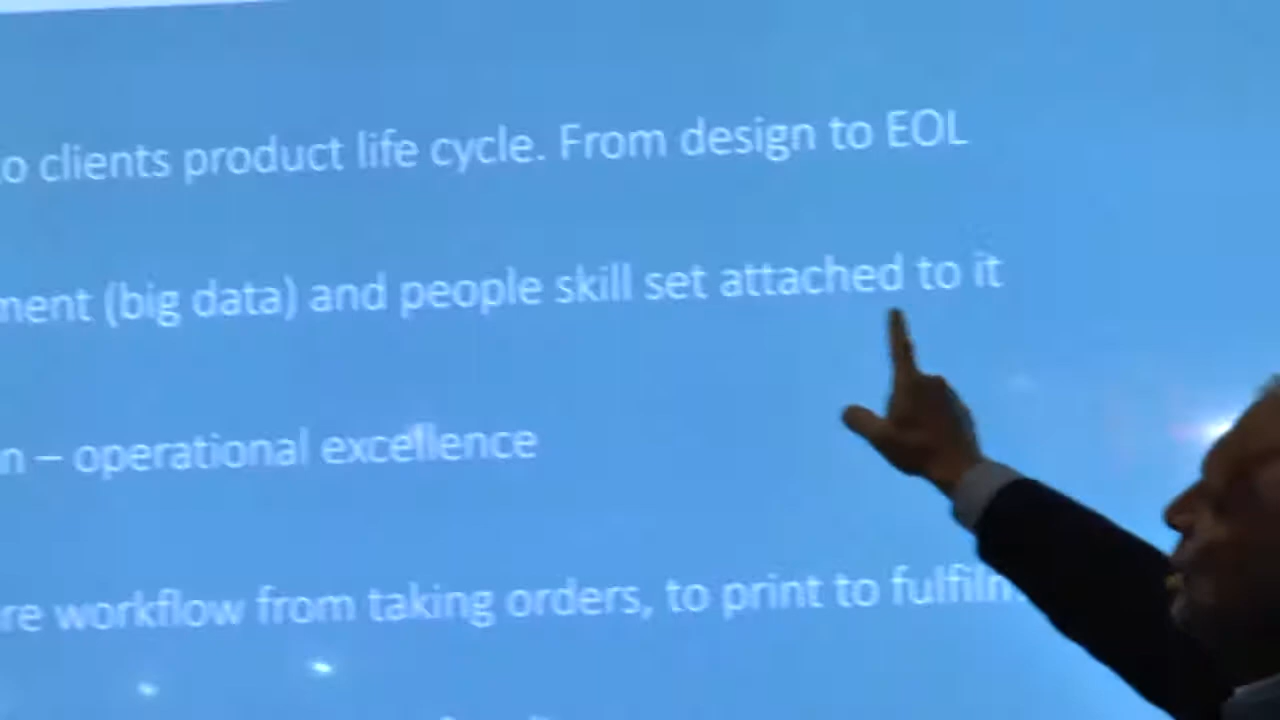 o clients product life cycle. From design to EOL
ment (big data) and people skill set attached to it
n – operational excellence
re workflow from taking orders, to print to fulfilm